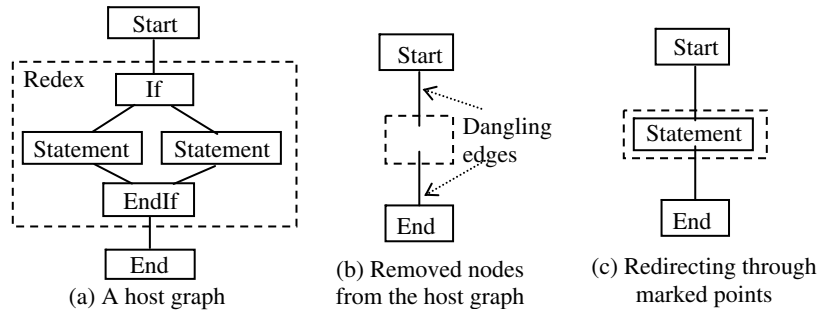 Start
Redex
If
Statement
Statement
EndIf
End
(a) A host graph
Start
Dangling
edges
End
(b) Removed nodes
from the host graph
Start
Statement
End
(c) Redirecting through
marked points